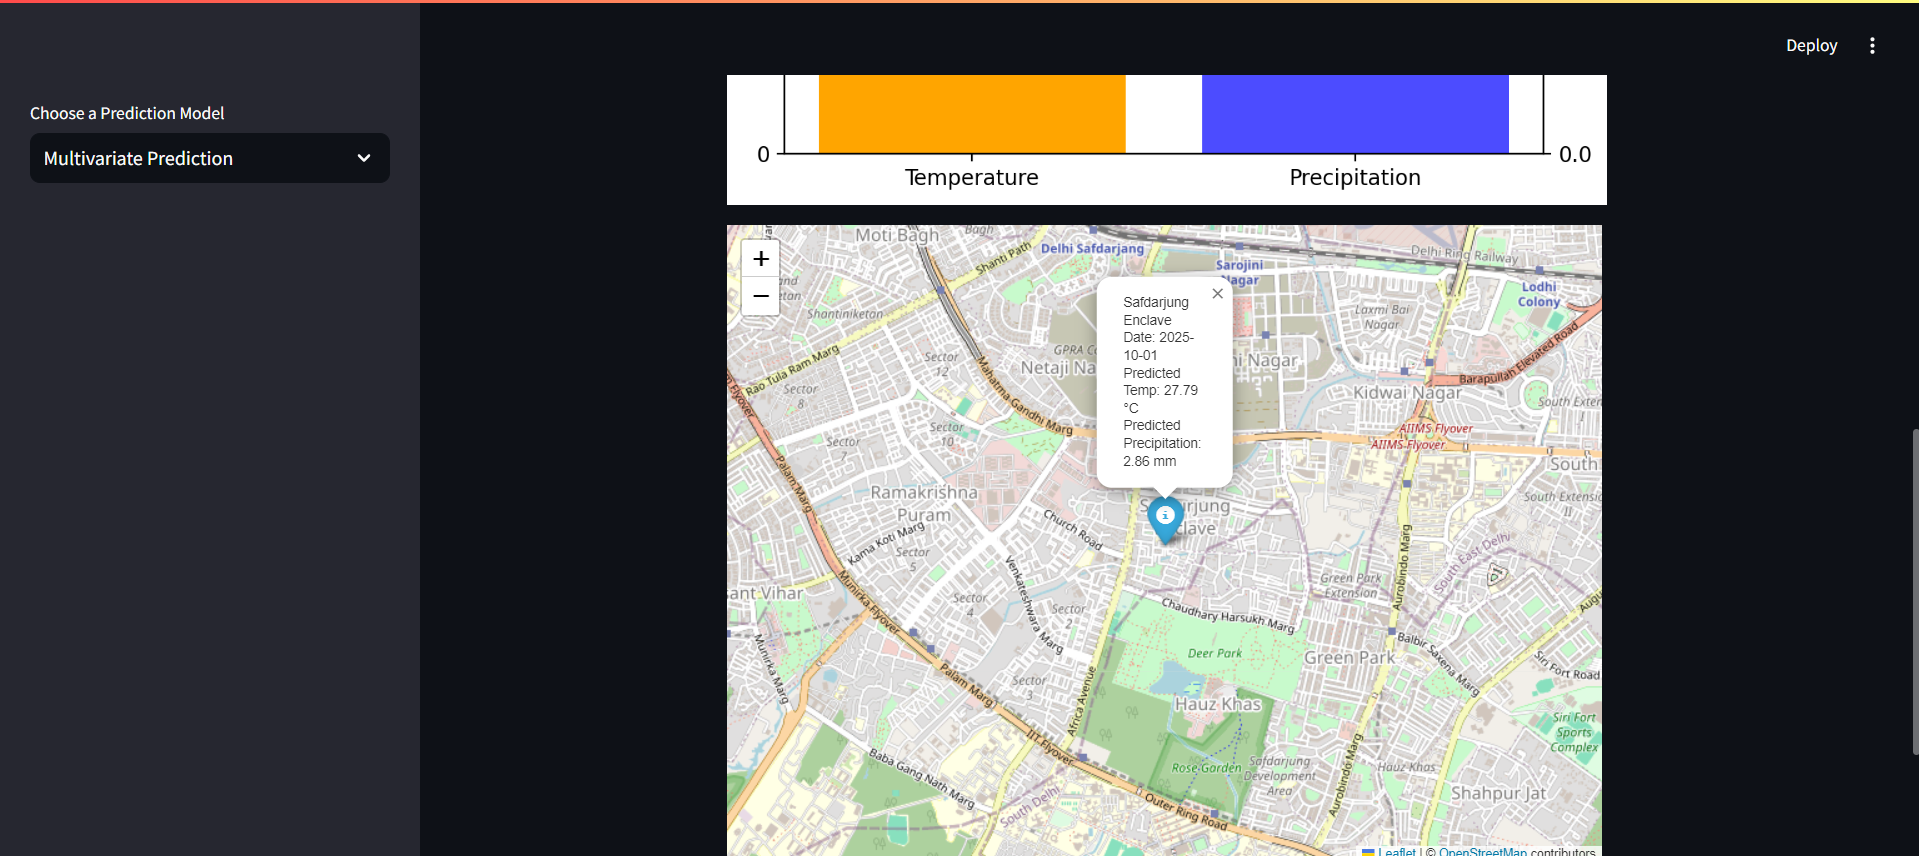 Deploy
Choose a Prediction Model
Multivariate Prediction
0
0.0
Temperature
Precipitation
+
−
Moti Bagh
Bagh
Shanti Path
Delhi Safdarjang
Sarojini
Nagar
Delhi Ring Railway
Lodhi
Colony
Shantiniketan
Laxmi Bai
Nagar
Safdarjung
Enclave
Date: 2025-
10-01
Predicted
Temp: 27.79
°C
Predicted
Precipitation:
2.86 mm
×
Rao Tula Ram Marg
Sector
12
GPRA
Netaji
Mahatma Gandhi Marg
Sector
8
Sector
10
Sector
7
Kidwai Nagar
Barapullah Elevated Road
AIIMS Flyover
AIIMS Flyover
South
South Exten
South Extensi
II
Palam Marg
Ramakrishna
Puram
Kama Koti Marg
Church Road
Sector
5
Venkateshwara Marg
Sector
4
Sector
2
Green Park
Extension
Aurobindo Marg
South East Delhi
Munirka Flyover
Chaudhary Harsukh Marg
Munirka Marg
Deer Park
Green Park
Balbir Saxena Marg
Siri Fort Road
Palam Marg
Sector
3
Africa Avenue
Hauz Khas
Siri Fort
Sports
Complex
IIT Flyover
Baba Gang Nath Marg
Rose Garden
Safdarjung
Development
Area
Aurobindo Marg
Hauz Khas
Shahpur Jat
South Delhi
Outer Ring Road
Leaflet | © OpenStreetMap contributors